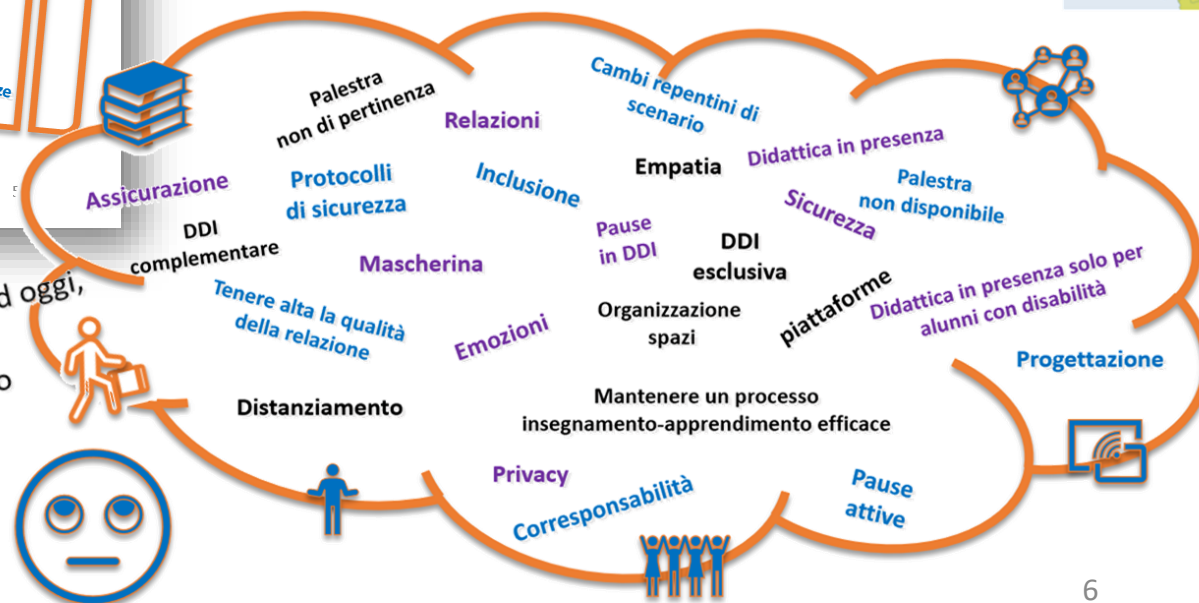 ze
Palestra
non di pertinenza
Relazioni
Cambi repentini di
scenario
Empatia
Didattica in presenza
Assicurazione
Protocolli
di sicurezza
Inclusione
Palestra
non disponibile
Sicurezza
DDI
complementare
Pause
in DDI
DDI
esclusiva
Mascherina
d oggi,
Tenere alta la qualità
della relazione
Emozioni
Organizzazione
spazi
piattaforme
Didattica in presenza solo per
alunni con disabilità
Progettazione
o
Distanziamento
Mantenere un processo
insegnamento-apprendimento efficace
Privacy
Corresponsabilità
Pause
attive
6